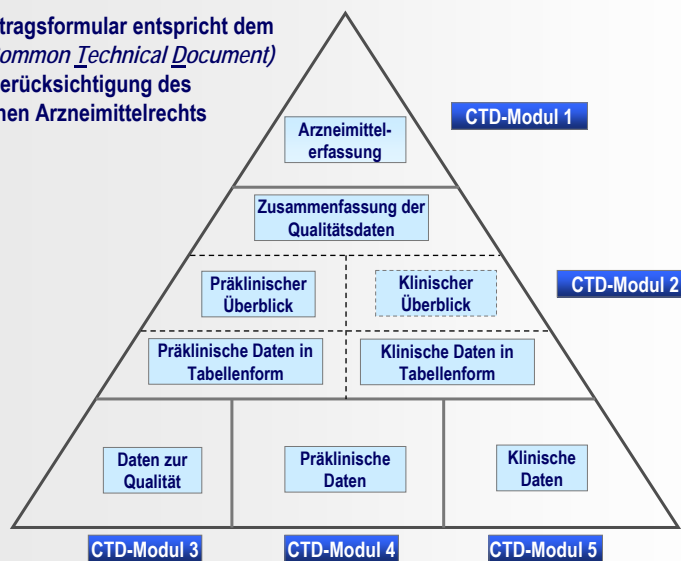 tragsformular entspricht dem
ommon Technical Document)
erücksichtigung des
nen Arzneimittelrechts
Arzneimittel-
erfassung
CTD-Modul 1
Zusammenfassung der
Qualitätsdaten
Präklinischer
Überblick
Klinischer
Überblick
CTD-Modul 2
Präklinische Daten in
Tabellenform
Klinische Daten in
Tabellenform
Daten zur
Qualität
Präklinische
Daten
Klinische
Daten
CTD-Modul 3
CTD-Modul 4
CTD-Modul 5